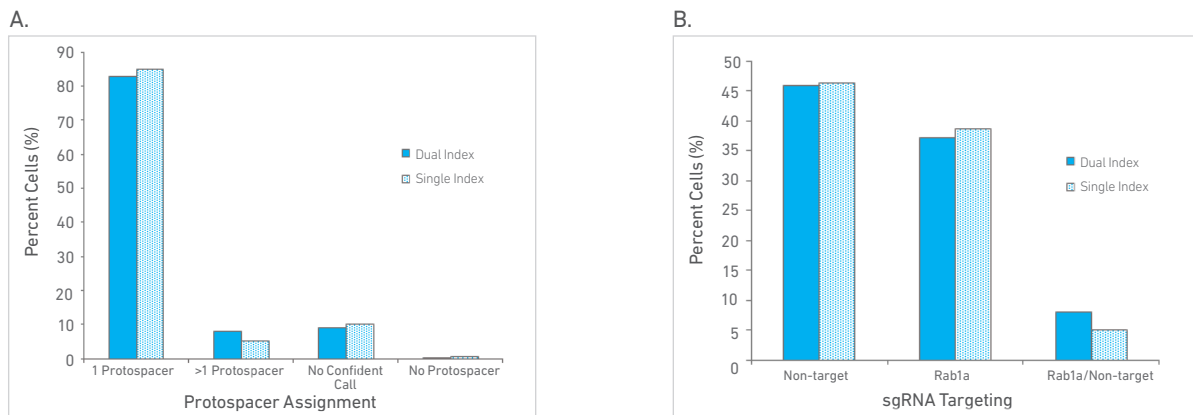 A.
Percent Cells (%)
90
80
70
60
50
40
30
20
10
0
Dual Index
Single Index
1 Protospacer
>1 Protospacer
No Confident
Call
No Protospacer
Protospacer Assignment
B.
Percent Cells (%)
50
45
40
35
30
25
20
15
10
5
0
Dual Index
Single Index
Non-target
Rab1a
Rab1a/Non-target
sgRNA Targeting